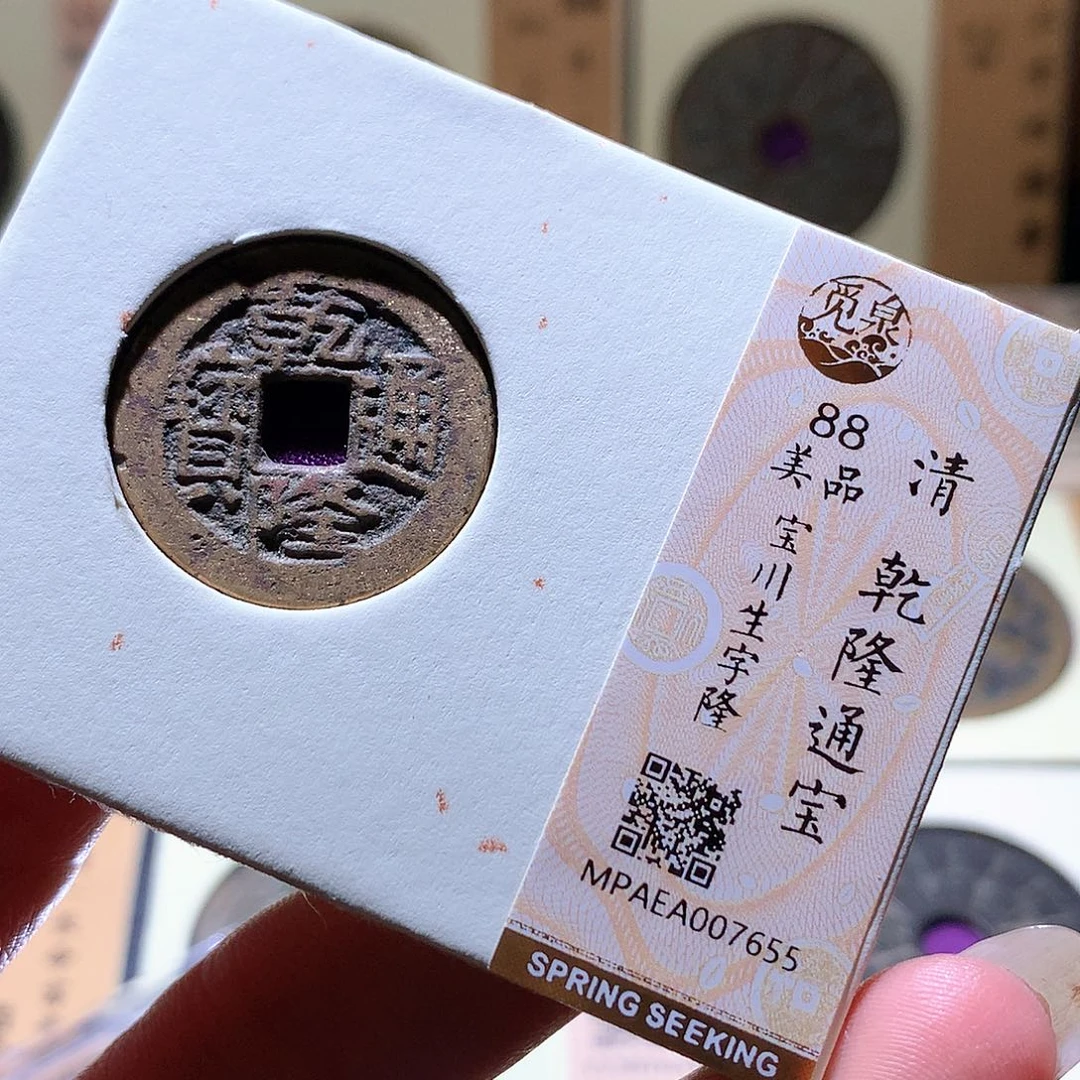 乾隆通寳
觅泉
88
美品
清 乾隆通宝
宝川生字隆
MPAEA007655
SPRING SEEKING